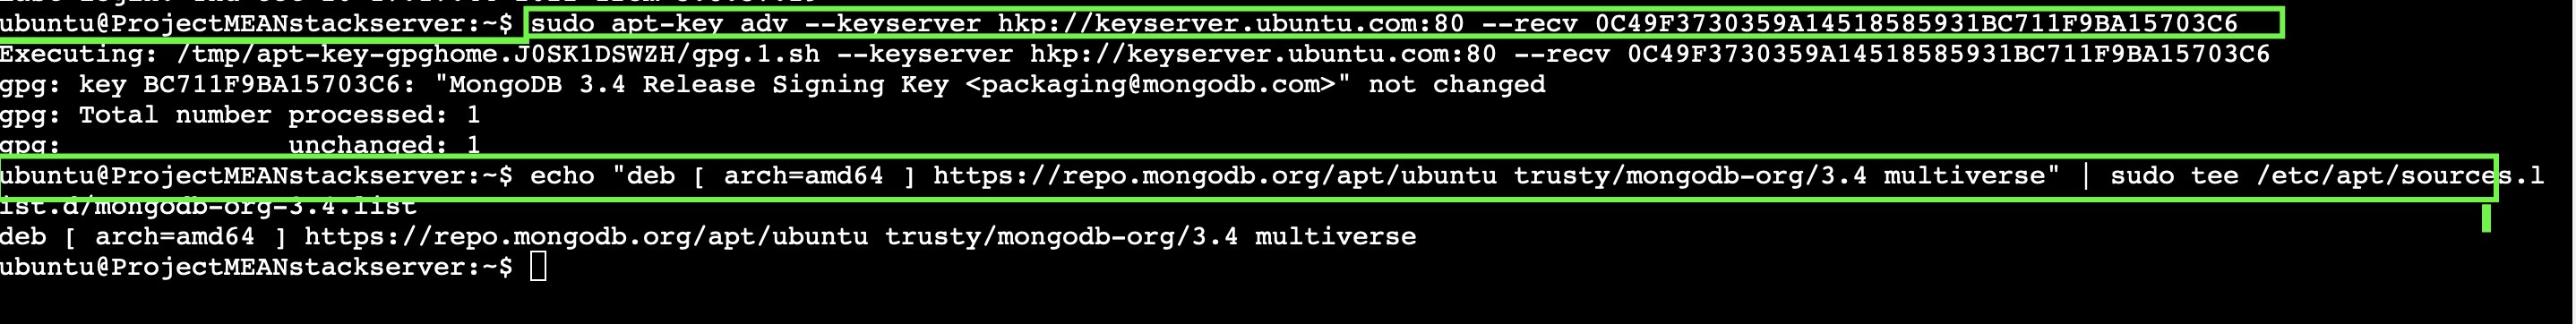 ubuntu@ProjectMEANstackserver:~$ sudo apt-key adv --keyserver hkp://keyserver.ubuntu.com:80 --recv 0C49F3730359A14518585931BC711F9BA15703C6
Executing: /tmp/apt-key-gpghome.J0SK1DSWZH/gpg.1.sh --keyserver hkp://keyserver.ubuntu.com:80 --recv 0C49F3730359A14518585931BC711F9BA15703C6
gpg: key BC711F9BA15703C6: "MongoDB 3.4 Release Signing Key <packaging@mongodb.com>" not changed
gpg: Total number processed: 1
gpg:              unchanged: 1
ubuntu@ProjectMEANstackserver:~$ echo "deb [ arch=amd64 ] https://repo.mongodb.org/apt/ubuntu trusty/mongodb-org/3.4 multiverse" | sudo tee /etc/apt/sources.l
ist.d/mongodb-org-3.4.list
deb [ arch=amd64 ] https://repo.mongodb.org/apt/ubuntu trusty/mongodb-org/3.4 multiverse
ubuntu@ProjectMEANstackserver:~$